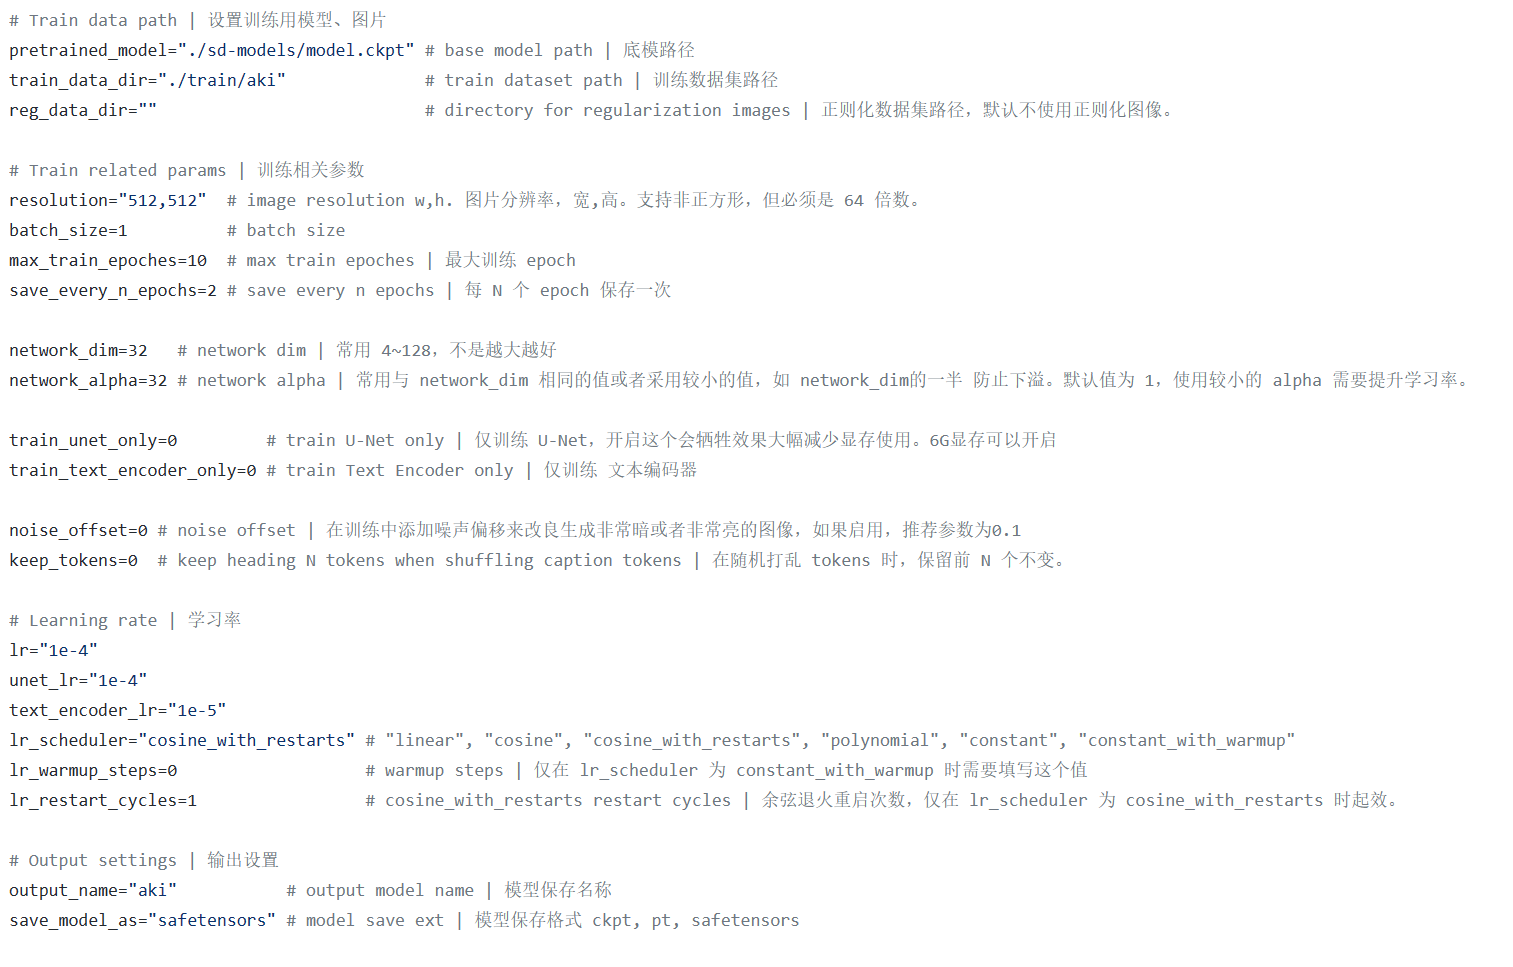 # Train data path | 设置训练用模型、图片
pretrained_model="./sd-models/model.ckpt" # base model path | 底模路径
train_data_dir="./train/aki"              # train dataset path | 训练数据集路径
reg_data_dir=""                           # directory for regularization images | 正则化数据集路径，默认不使用正则化图像。

# Train related params | 训练相关参数
resolution="512,512"  # image resolution w,h. 图片分辨率，宽,高。支持非正方形，但必须是 64 倍数。
batch_size=1          # batch size
max_train_epoches=10  # max train epoches | 最大训练 epoch
save_every_n_epochs=2 # save every n epochs | 每 N 个 epoch 保存一次

network_dim=32   # network dim | 常用 4~128，不是越大越好
network_alpha=32 # network alpha | 常用与 network_dim 相同的值或者采用较小的值，如 network_dim的一半 防止下溢。默认值为 1，使用较小的 alpha 需要提升学习率。

train_unet_only=0         # train U-Net only | 仅训练 U-Net，开启这个会牺牲效果大幅减少显存使用。6G显存可以开启
train_text_encoder_only=0 # train Text Encoder only | 仅训练 文本编码器

noise_offset=0 # noise offset | 在训练中添加噪声偏移来改良生成非常暗或者非常亮的图像，如果启用，推荐参数为0.1
keep_tokens=0  # keep heading N tokens when shuffling caption tokens | 在随机打乱 tokens 时，保留前 N 个不变。

# Learning rate | 学习率
lr="1e-4"
unet_lr="1e-4"
text_encoder_lr="1e-5"
lr_scheduler="cosine_with_restarts" # "linear", "cosine", "cosine_with_restarts", "polynomial", "constant", "constant_with_warmup"
lr_warmup_steps=0                   # warmup steps | 仅在 lr_scheduler 为 constant_with_warmup 时需要填写这个值
lr_restart_cycles=1                 # cosine_with_restarts restart cycles | 余弦退火重启次数，仅在 lr_scheduler 为 cosine_with_restarts 时起效。

# Output settings | 输出设置
output_name="aki"           # output model name | 模型保存名称
save_model_as="safetensors" # model save ext | 模型保存格式 ckpt, pt, safetensors